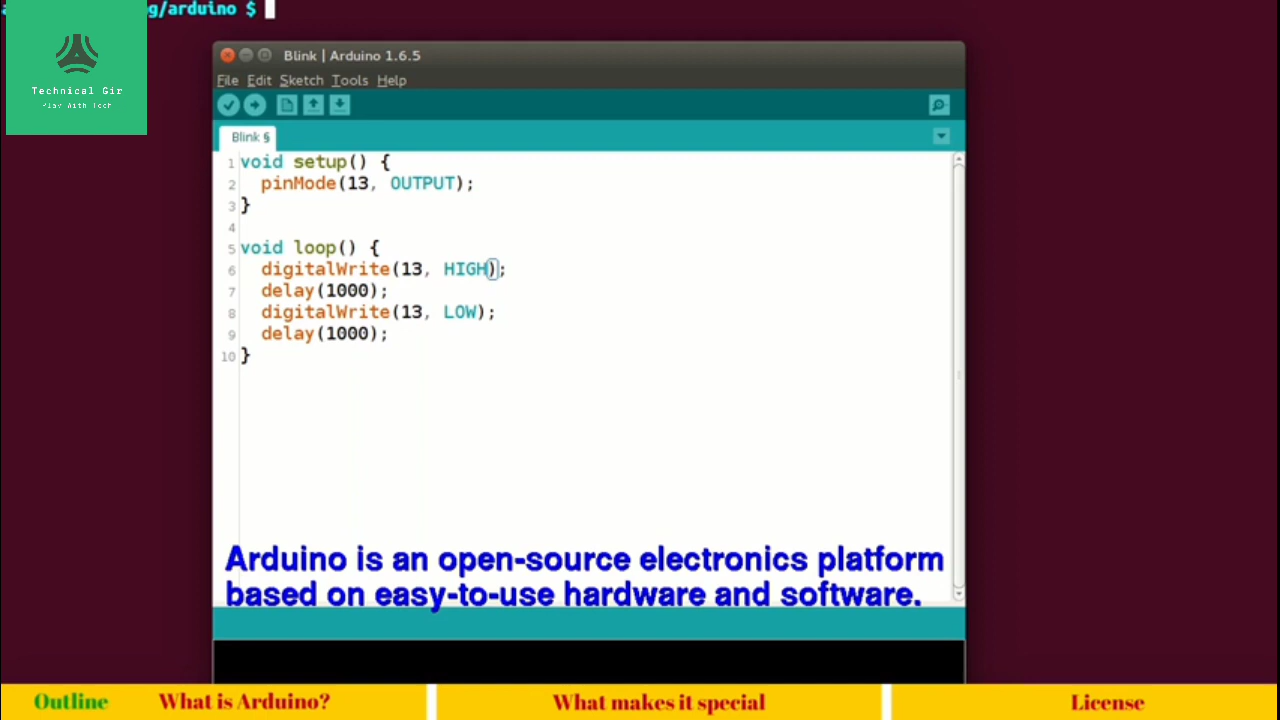 g/arduino $
Technical Gir
Play With Tech
Blink | Arduino 1.6.5
File Edit Sketch Tools Help
Blink §
1 void setup() {
2   pinMode(13, OUTPUT);
3 }
4
5 void loop() {
6   digitalWrite(13, HIGH);
7   delay(1000);
8   digitalWrite(13, LOW);
9   delay(1000);
10 }
Arduino is an open-source electronics platform
based on easy-to-use hardware and software.
Outline What is Arduino? What makes it special License